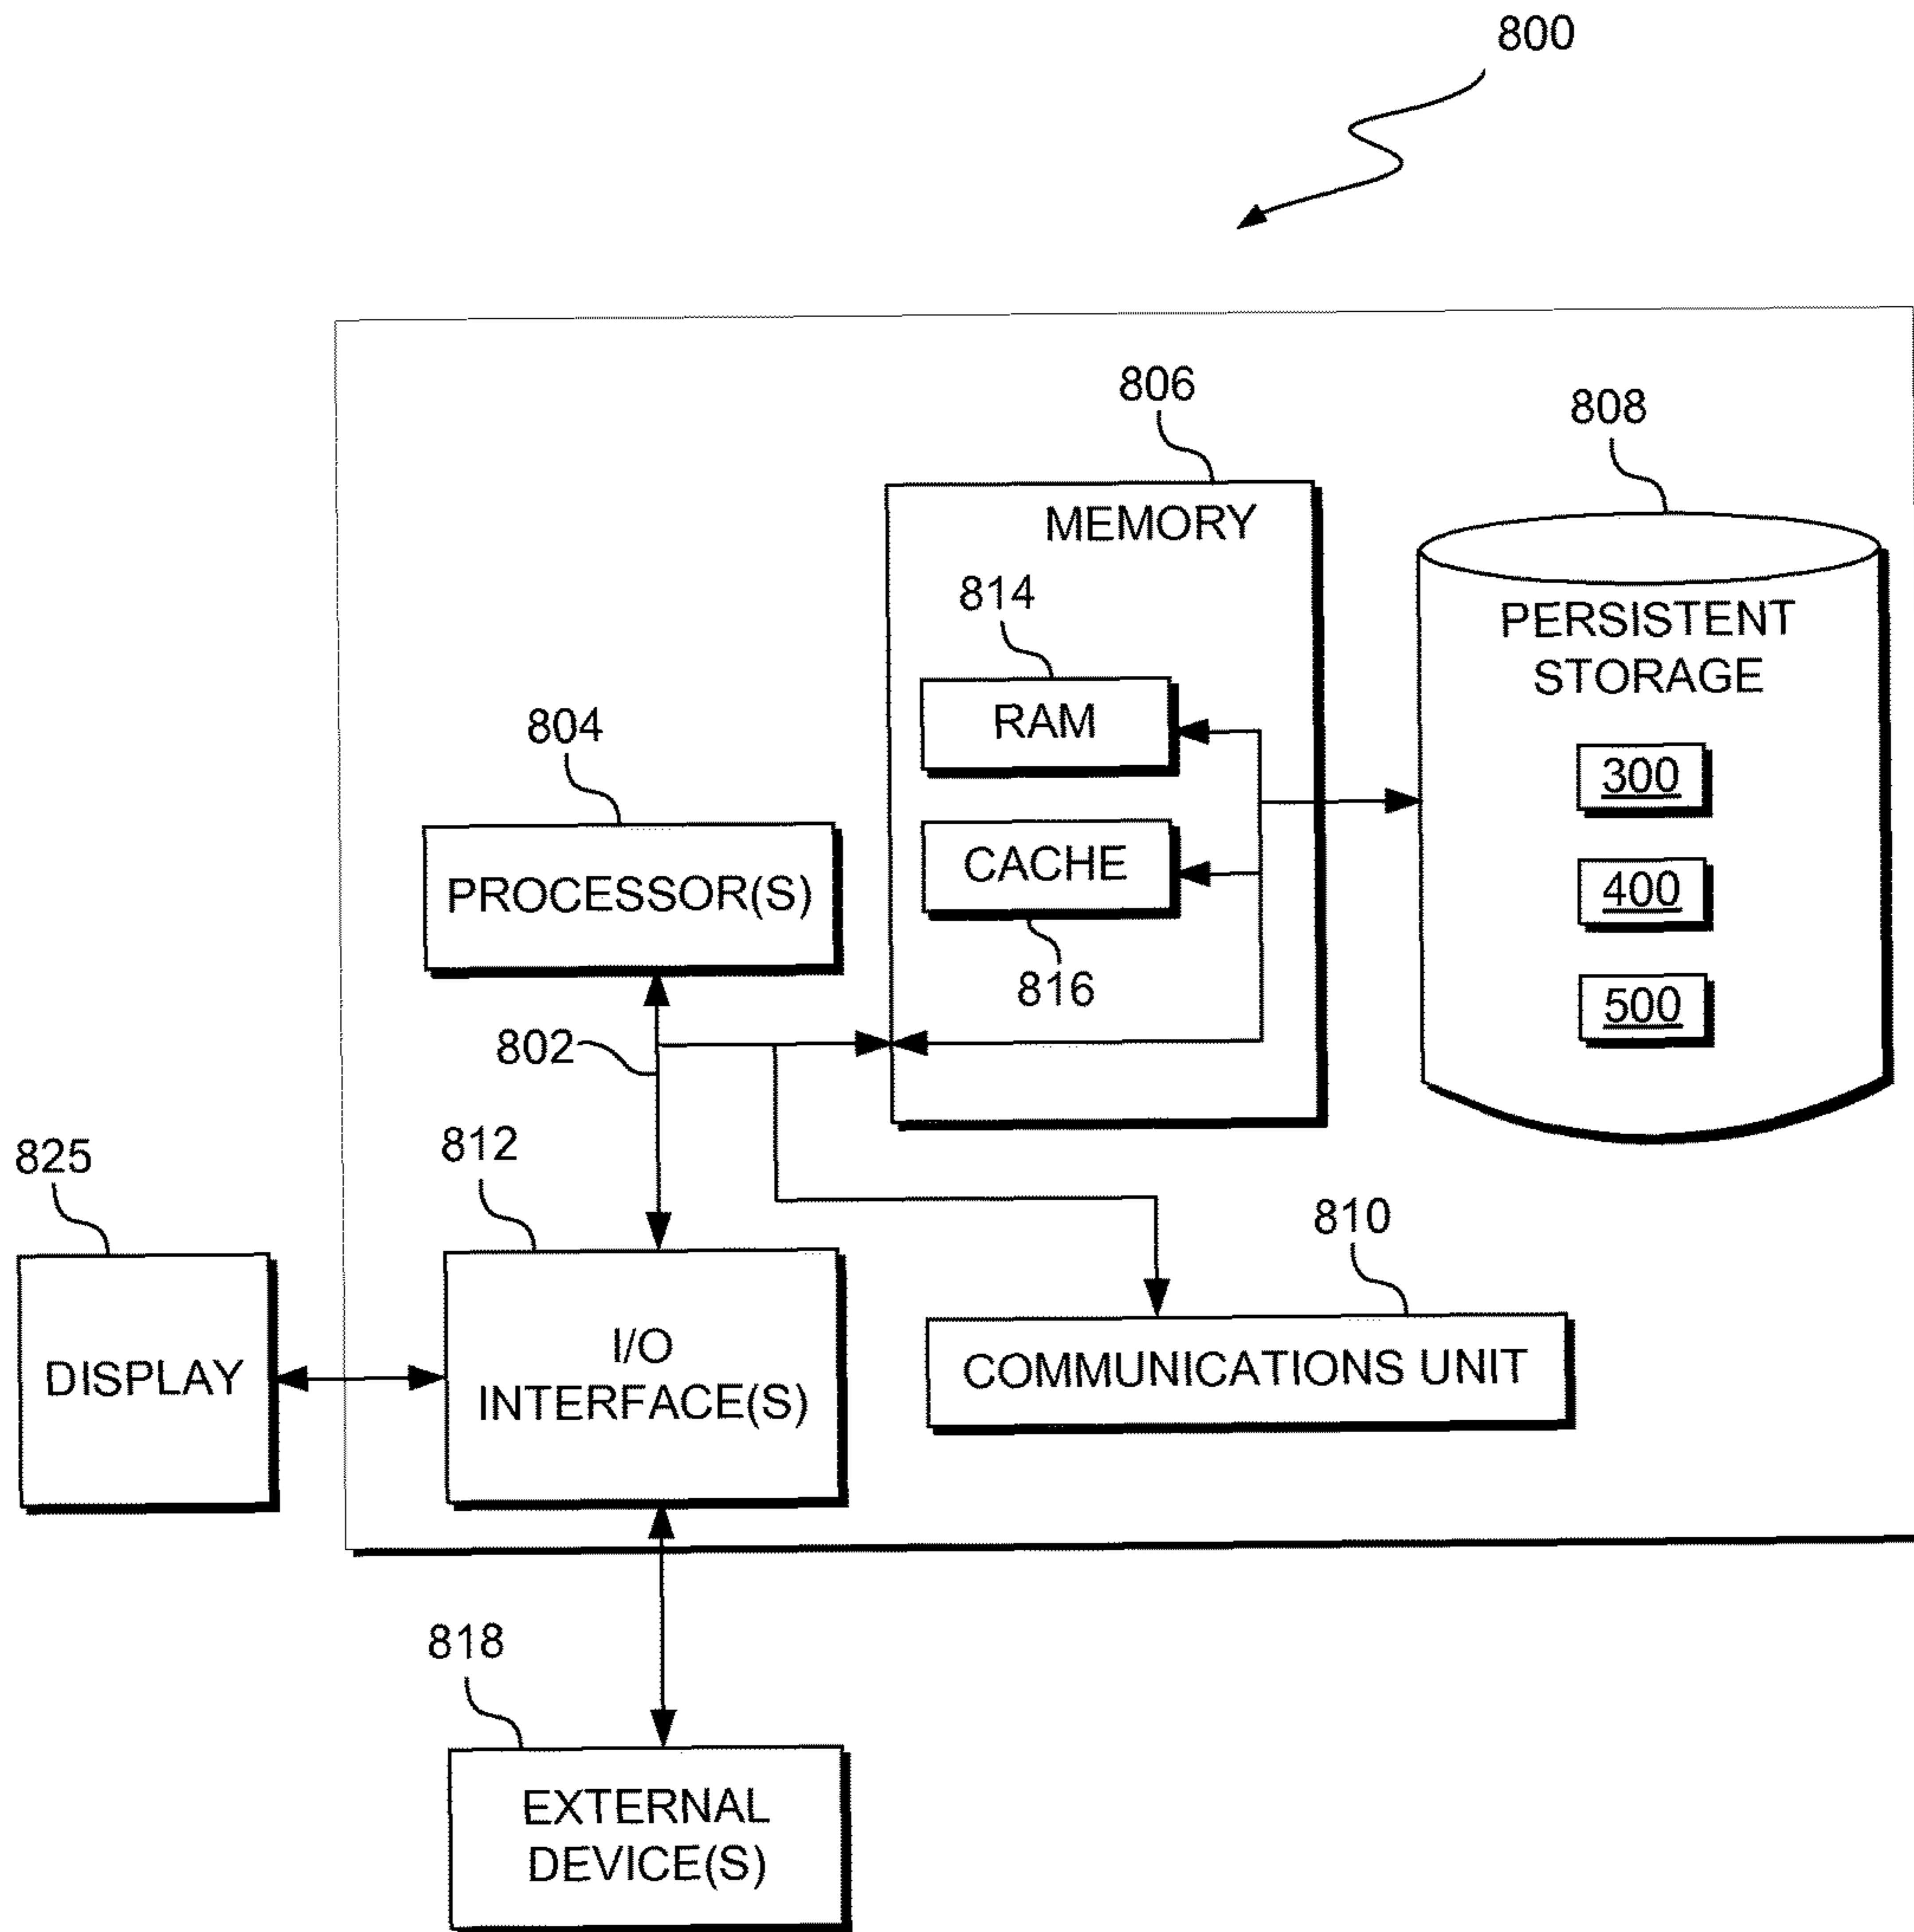 800
806
808
MEMORY
814
PERSISTENT
STORAGE
RAM
804
300
CACHE
PROCESSOR(S)
400
816
500
802
812
825
810
I/O
INTERFACE(S)
DISPLAY
COMMUNICATIONS UNIT
818
EXTERNAL
DEVICE(S)